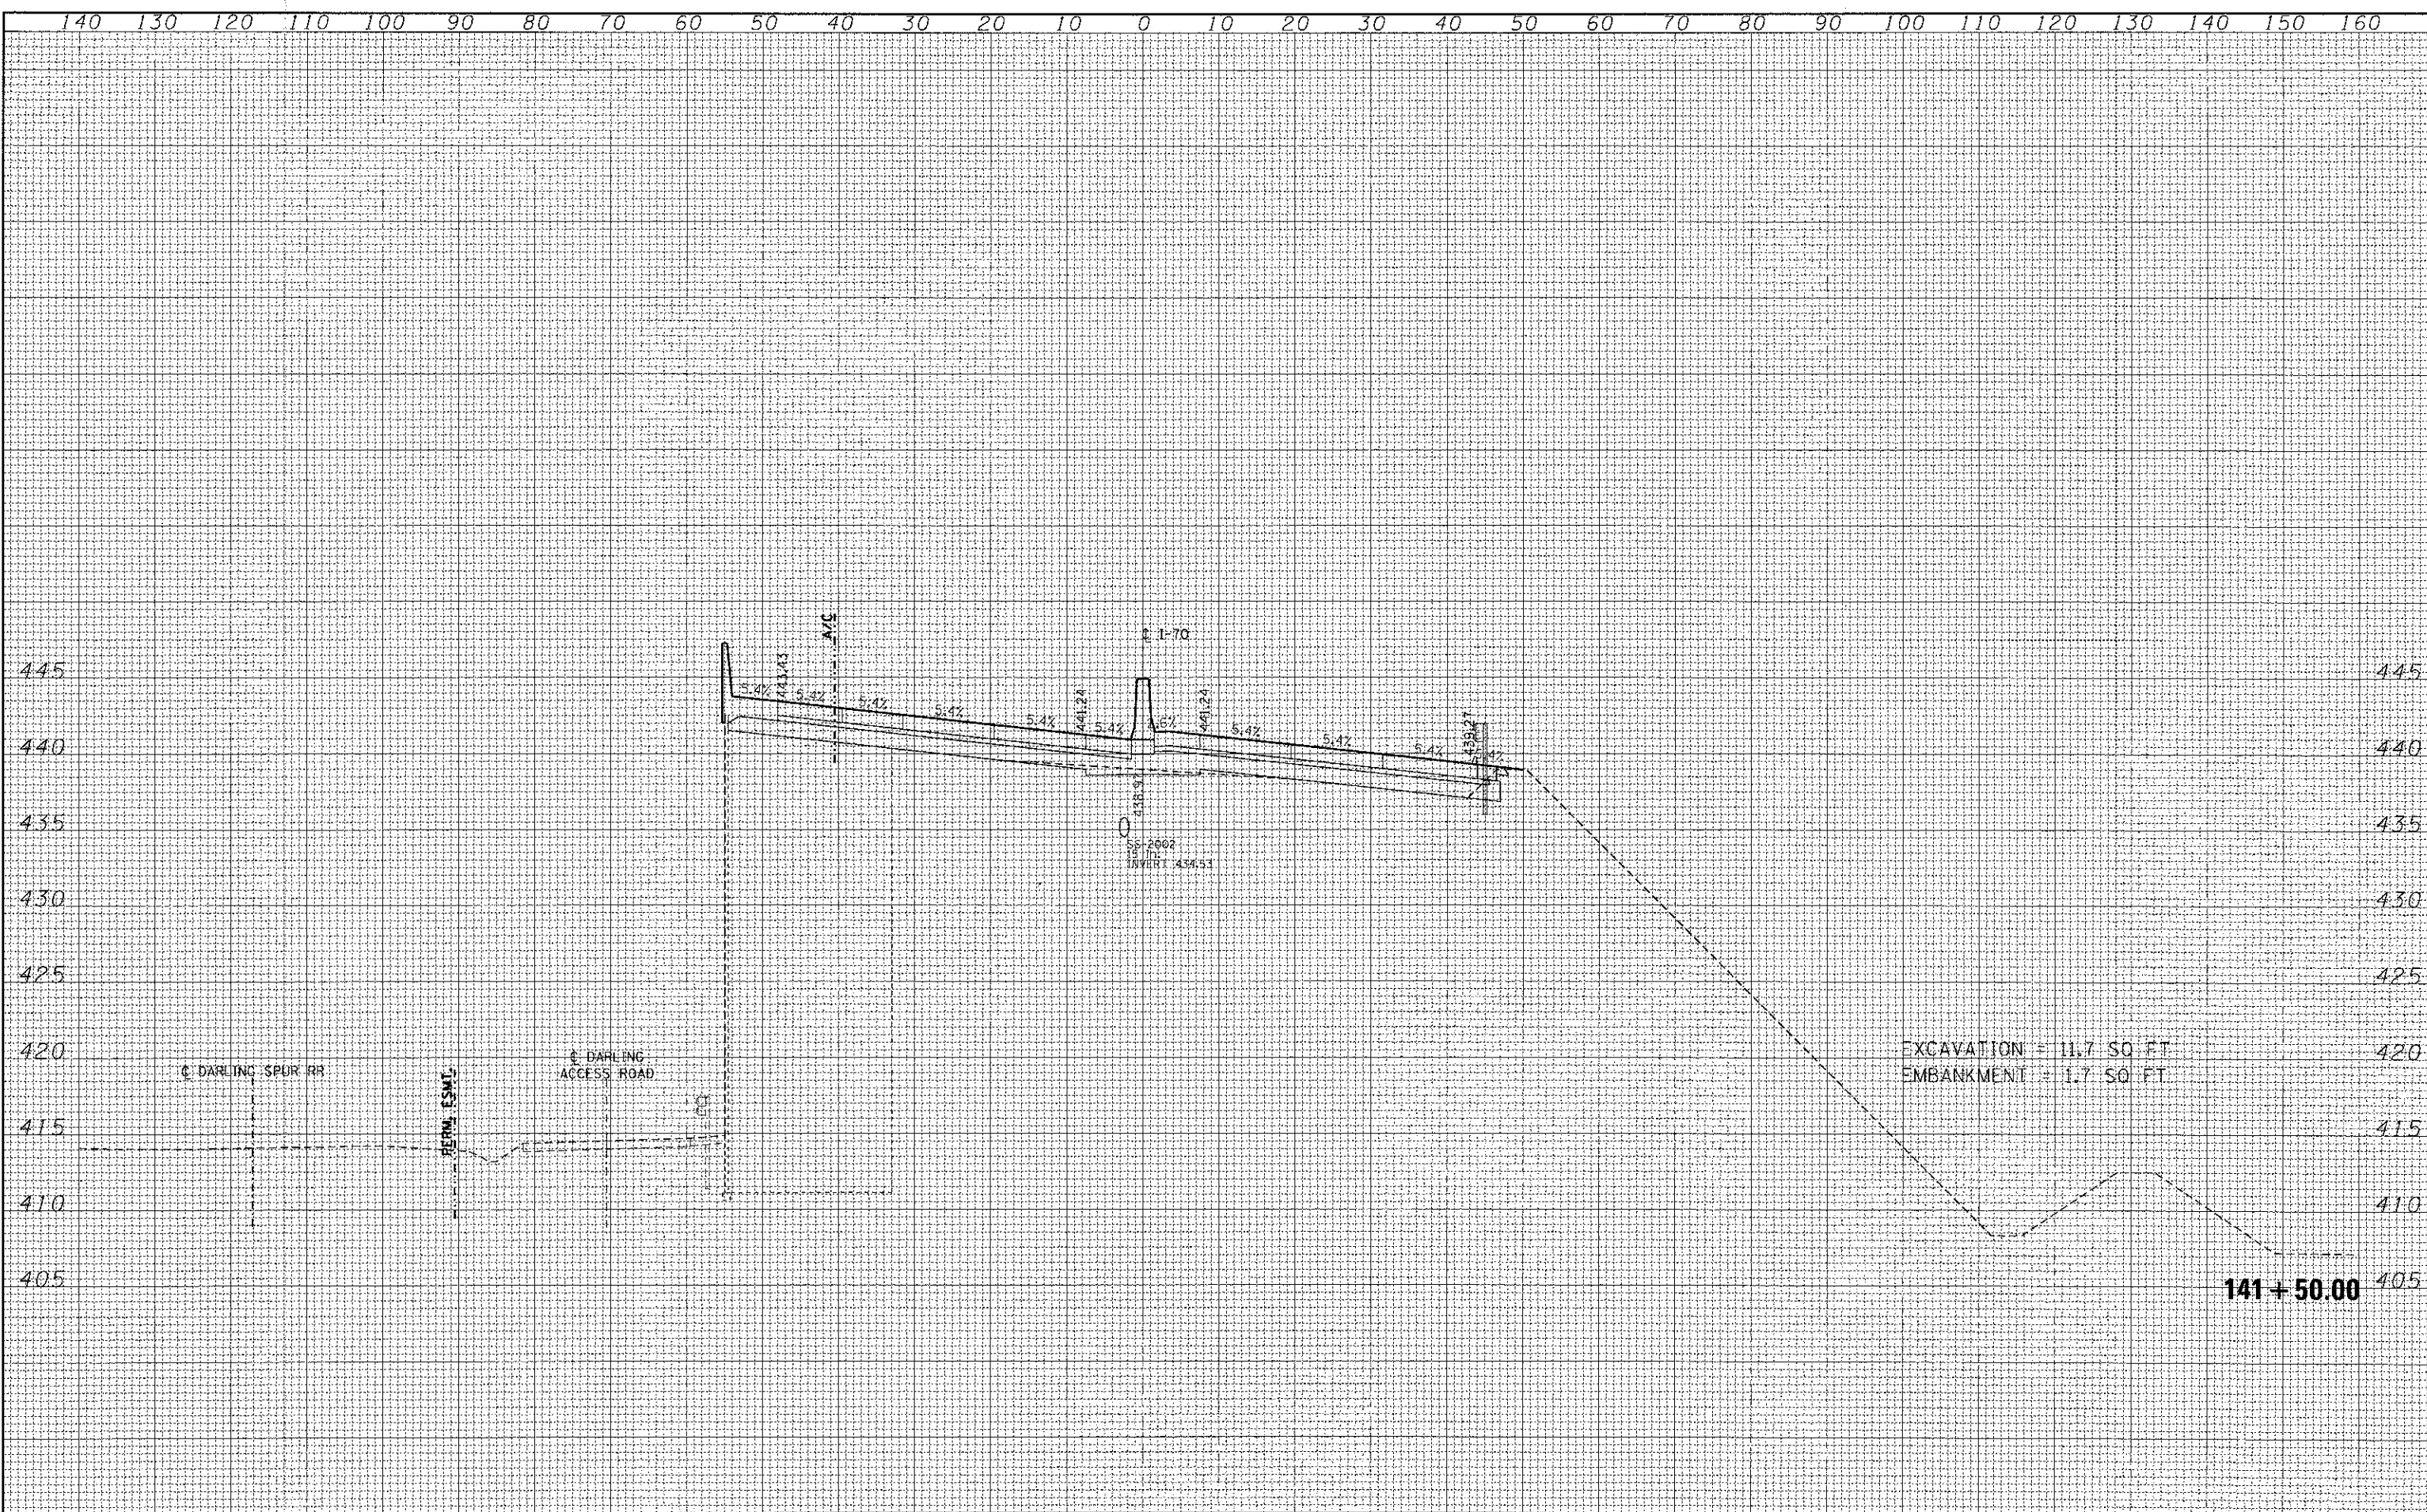 140 130 120 110 100 90 80 70 60 50 40 30 20 10 0 10 20 30 40 50 60 70 80 90 100 110 120 130 140 150 160
A/C
℄ I-70
445 445
443.43
5.4% 5.4% 5.4% 5.4% 5.4% 5.4%
441.24
441.24
5.4% 5.4% 5.4%
439.27
440 440
435 435
SS-2002
15 in.
INVERT 434.53
430 430
425 425
420 420
℄ DARLING SPUR RR
PERM. ESMT.
℄ DARLING
ACCESS ROAD
EXCAVATION = 11.7 SQ FT
EMBANKMENT = 1.7 SQ FT
415 415
410 410
405 405
141 + 50.00